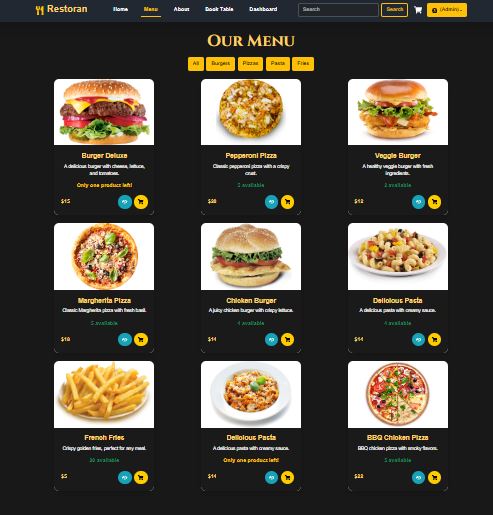 Restoran
Home
Menu
About
Book Table
Dashboard
Search
Search
(Admin)
Our Menu
All
Burgers
Pizzas
Pasta
Fries
Burger Deluxe
A delicious burger with cheese, lettuce,
and tomatoes.
Only one product left!
$15
Pepperoni Pizza
Classic pepperoni pizza with a crispy
crust.
5 available
Veggie Burger
A healthy veggie burger with fresh
ingredients.
2 available
$12
Margherita Pizza
Classic Margherita pizza with fresh basil.
5 available
$18
Chicken Burger
A juicy chicken burger with crispy lettuce.
4 available
$14
Delicious Pasta
A delicious pasta with creamy sauce.
4 available
$14
French Fries
Crispy golden fries, perfect for any meal.
$5
Delicious Pasta
A delicious pasta with creamy sauce.
Only one product left!
$14
BBQ Chicken Pizza
BBQ chicken pizza with smoky flavors.
5 available
$22